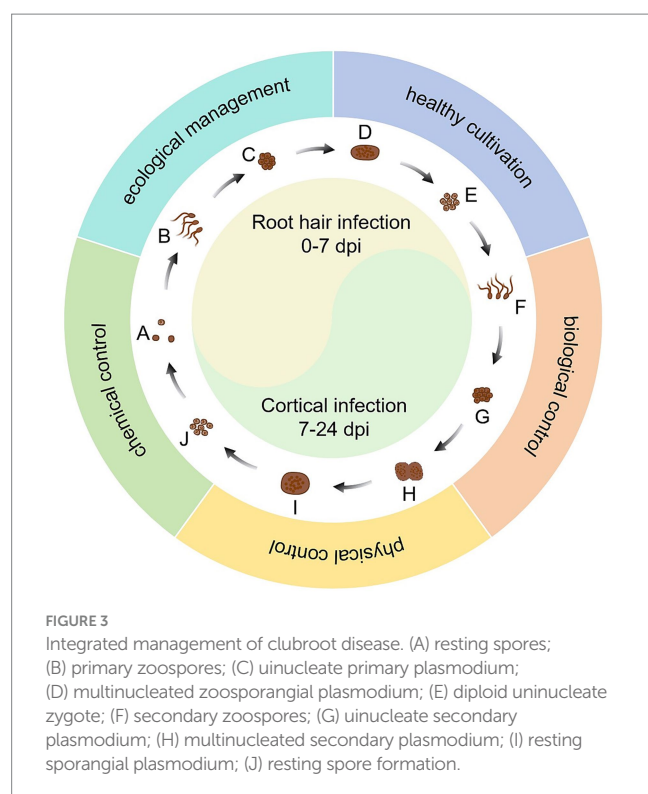 ecological management
healthy cultivation
biological control
physical control
chemical control
A
B
C
D
E
F
G
H
I
J
Root hair infection
0-7 dpi
Cortical infection
7-24 dpi
FIGURE 3
Integrated management of clubroot disease. (A) resting spores;
(B) primary zoospores; (C) uinucleate primary plasmodium;
(D) multinucleated zoosporangial plasmodium; (E) diploid uninucleate
zygote; (F) secondary zoospores; (G) uinucleate secondary
plasmodium; (H) multinucleated secondary plasmodium; (I) resting
sporangial plasmodium; (J) resting spore formation.